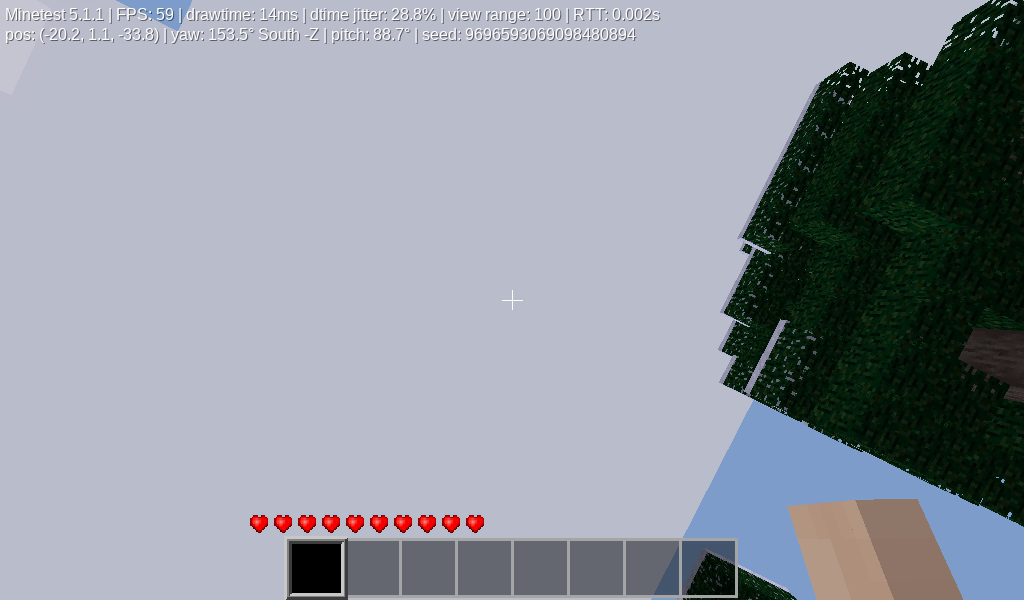 Minetest 5.1.1 | FPS: 59 | drawtime: 14ms | dtime jitter: 28.8% | view range: 100 | RTT: 0.002s
pos: (-20.2, 1.1, -33.8) | yaw: 153.5° South -Z | pitch: 88.7° | seed: 9696593069098480894